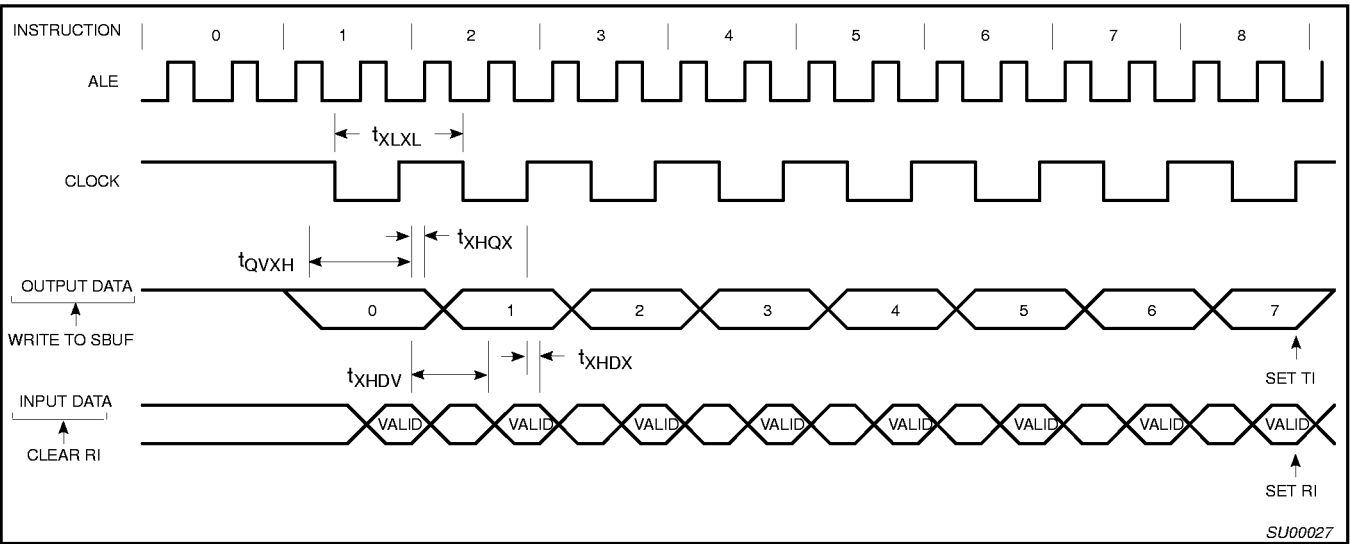 INSTRUCTION 0 1 2 3 4 5 6 7 8
ALE
tXLXL
CLOCK
tXHQX
tQVXH
OUTPUT DATA
0 1 2 3 4 5 6 7
WRITE TO SBUF
tXHDX
tXHDV
SET TI
INPUT DATA
VALID VALID VALID VALID VALID VALID VALID VALID
CLEAR RI
SET RI
SU00027